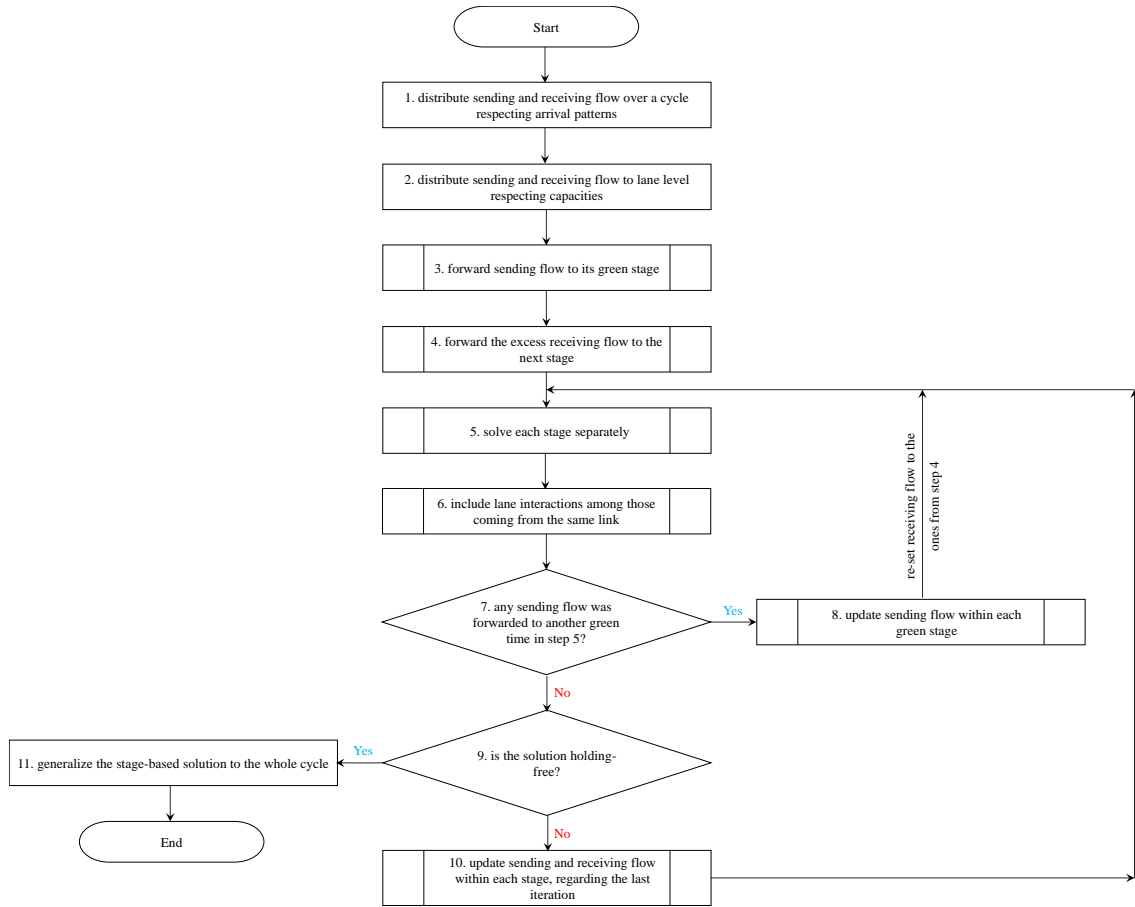 Start
1. distribute sending and receiving flow over a cycle
respecting arrival patterns
2. distribute sending and receiving flow to lane level
respecting capacities
3. forward sending flow to its green stage
4. forward the excess receiving flow to the
next stage
5. solve each stage separately
6. include lane interactions among those
coming from the same link
re-set receiving flow to the
ones from step 4
7. any sending flow was
forwarded to another green
time in step 5?
Yes
8. update sending flow within each
green stage
No
9. is the solution holding-
free?
Yes
11. generalize the stage-based solution to the whole cycle
End
No
10. update sending and receiving flow
within each stage, regarding the last
iteration